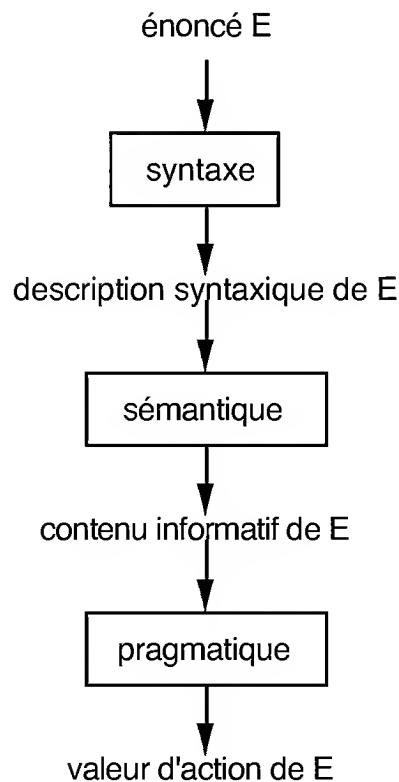 énoncé E
syntaxe
description syntaxique de E
sémantique
contenu informatif de E
pragmatique
valeur d'action de E